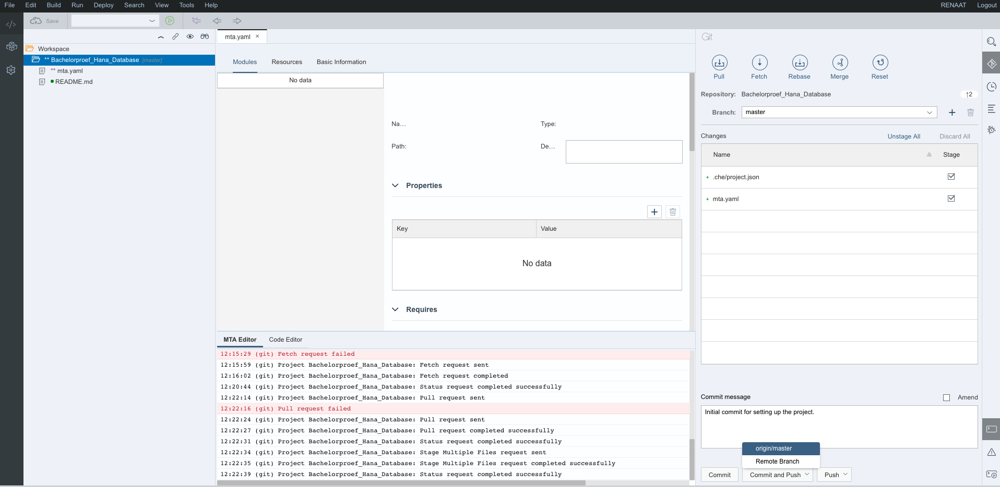 File Edit Build Run Deploy Search View Tools Help RENAAT Logout
Save
mta.yaml ×
Workspace
** Bachelorproef_Hana_Database [master]
** mta.yaml
README.md
Modules Resources Basic Information
No data
Na... Type:
Path: De...
Properties
Key Value
No data
Requires
MTA Editor Code Editor
12:15:29 (git) Fetch request failed
12:15:59 (git) Project Bachelorproef_Hana_Database: Fetch request sent
12:16:02 (git) Project Bachelorproef_Hana_Database: Fetch request completed
12:20:44 (git) Project Bachelorproef_Hana_Database: Status request completed successfully
12:22:14 (git) Project Bachelorproef_Hana_Database: Pull request sent
12:22:16 (git) Pull request failed
12:22:24 (git) Project Bachelorproef_Hana_Database: Pull request sent
12:22:27 (git) Project Bachelorproef_Hana_Database: Pull request completed successfully
12:22:31 (git) Project Bachelorproef_Hana_Database: Status request completed successfully
12:22:34 (git) Project Bachelorproef_Hana_Database: Stage Multiple Files request sent
12:22:35 (git) Project Bachelorproef_Hana_Database: Stage Multiple Files request completed successfully
12:22:39 (git) Project Bachelorproef_Hana_Database: Status request completed successfully
Git
Pull Fetch Rebase Merge Reset
Repository: Bachelorproef_Hana_Database ↑2
Branch: master
Changes Unstage All Discard All
Name Stage
+ .che/project.json
+ mta.yaml
Commit message Amend
Initial commit for setting up the project.
origin/master
Remote Branch
Commit Commit and Push Push